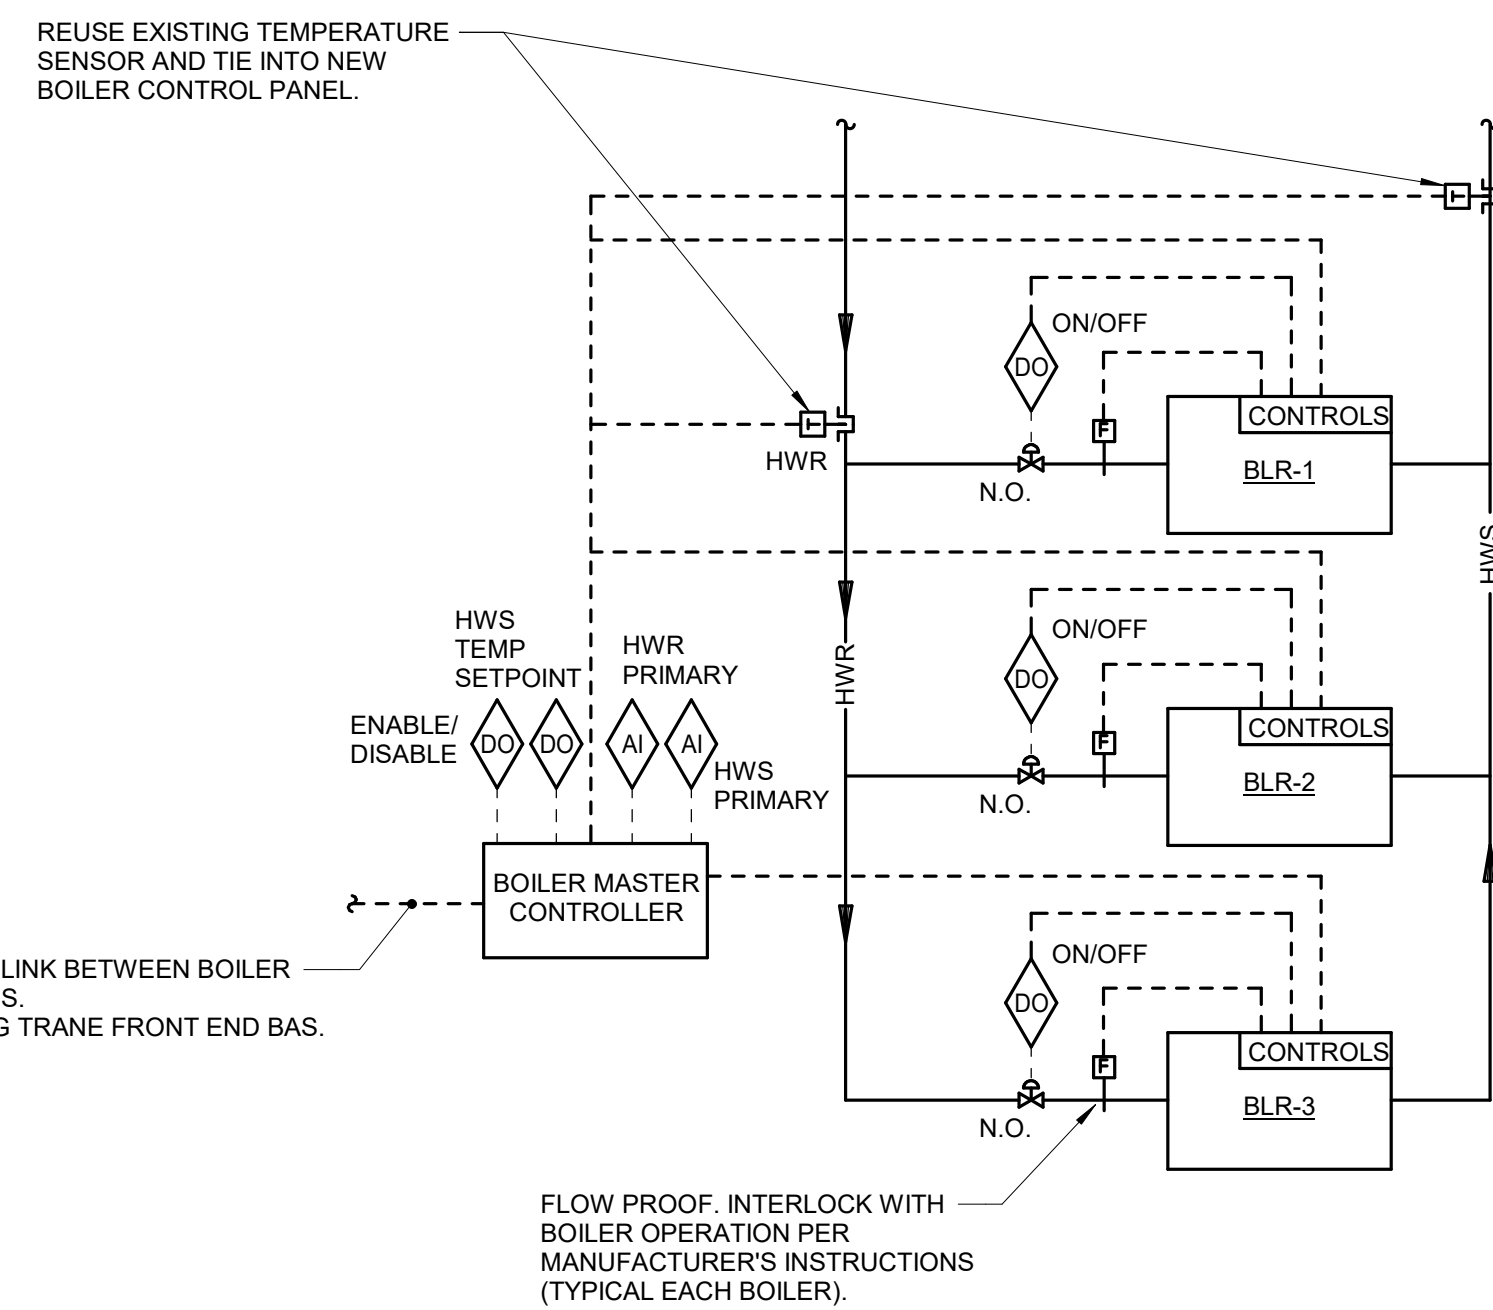 REUSE EXISTING TEMPERATURE
SENSOR AND TIE INTO NEW
BOILER CONTROL PANEL.
T
ON/OFF
DO
CONTROLS
T
F
HWR
BLR-1
N.O.
HWS
HWS
TEMP
SETPOINT
HWR
PRIMARY
ENABLE/
DISABLE
DO
DO
AI
AI
HWS
PRIMARY
HWR
ON/OFF
DO
CONTROLS
F
BLR-2
N.O.
BOILER MASTER
CONTROLLER
LINK BETWEEN BOILER
S.
G TRANE FRONT END BAS.
ON/OFF
DO
CONTROLS
F
BLR-3
N.O.
FLOW PROOF. INTERLOCK WITH
BOILER OPERATION PER
MANUFACTURER'S INSTRUCTIONS
(TYPICAL EACH BOILER).